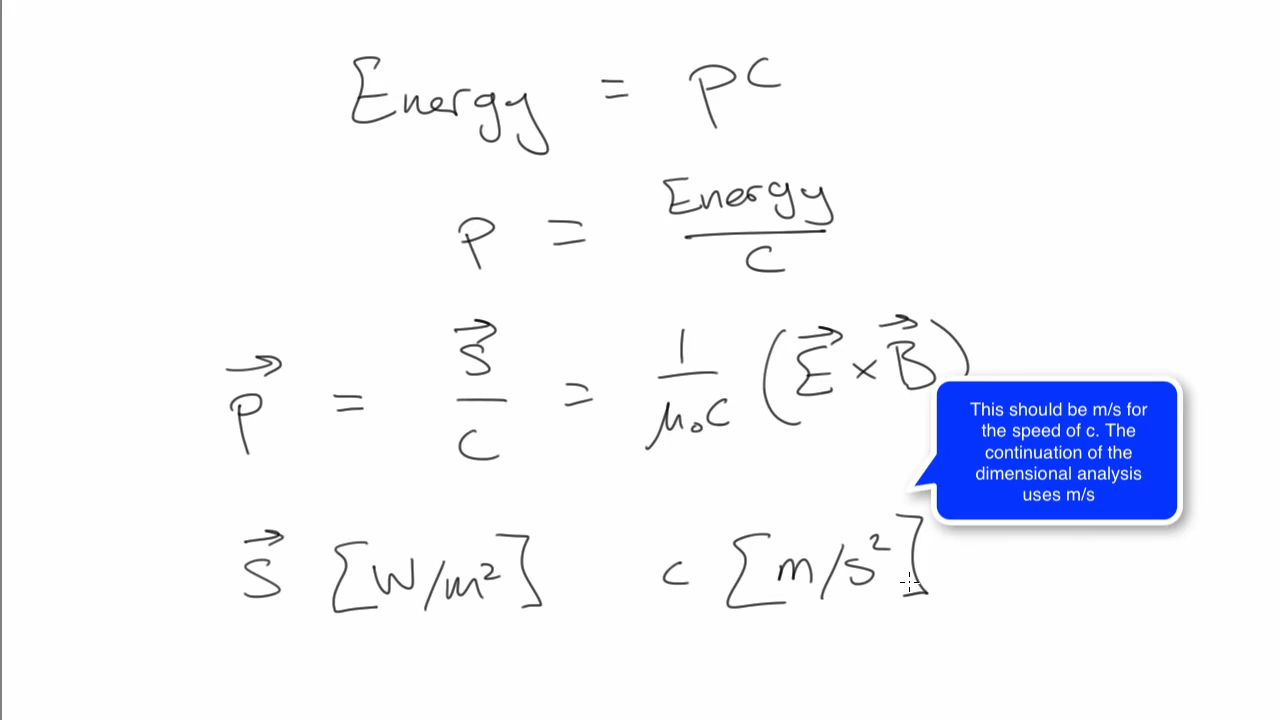 Energy = pc
p = Energy / c
p⃗ = S⃗ / c = 1 / μ₀c (E⃗ × B⃗)
This should be m/s for
the speed of c. The
continuation of the
dimensional analysis
uses m/s
S⃗ [W/m²] c [m/s²]